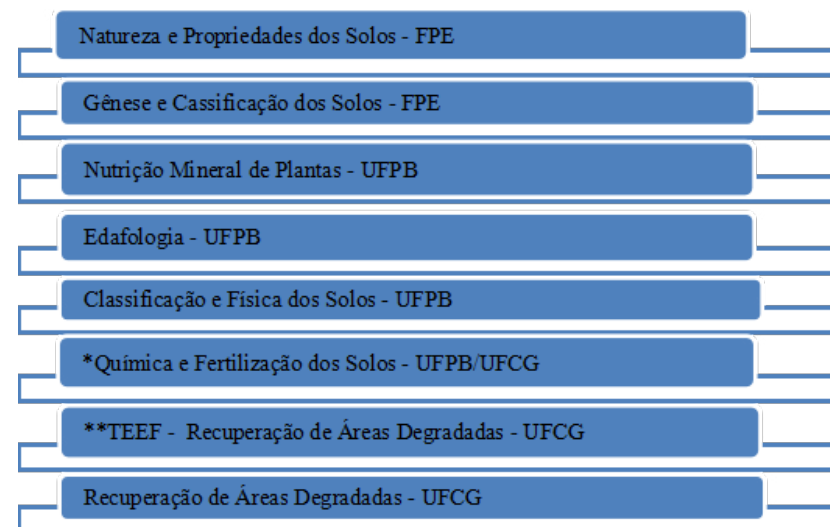 Natureza e Propriedades dos Solos - FPE
Gênese e Cassificação dos Solos - FPE
Nutrição Mineral de Plantas - UFPB
Edafologia - UFPB
Classificação e Física dos Solos - UFPB
*Química e Fertilização dos Solos - UFPB/UFCG
**TEEF - Recuperação de Áreas Degradadas - UFCG
Recuperação de Áreas Degradadas - UFCG